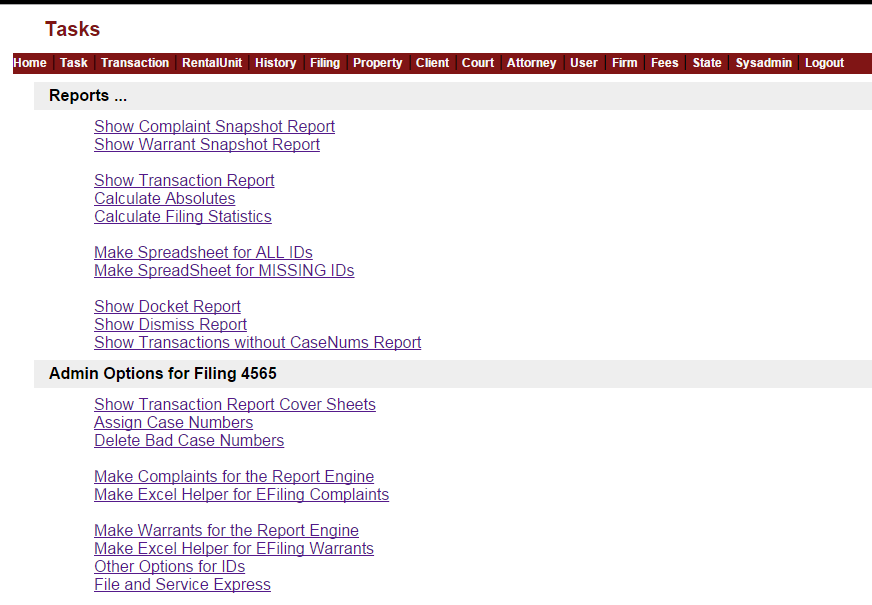 Tasks
Home Task Transaction RentalUnit History Filing Property Client Court Attorney User Firm Fees State Sysadmin Logout
Reports ...
Show Complaint Snapshot Report
Show Warrant Snapshot Report
Show Transaction Report
Calculate Absolutes
Calculate Filing Statistics
Make Spreadsheet for ALL IDs
Make SpreadSheet for MISSING IDs
Show Docket Report
Show Dismiss Report
Show Transactions without CaseNums Report
Admin Options for Filing 4565
Show Transaction Report Cover Sheets
Assign Case Numbers
Delete Bad Case Numbers
Make Complaints for the Report Engine
Make Excel Helper for EFiling Complaints
Make Warrants for the Report Engine
Make Excel Helper for EFiling Warrants
Other Options for IDs
File and Service Express